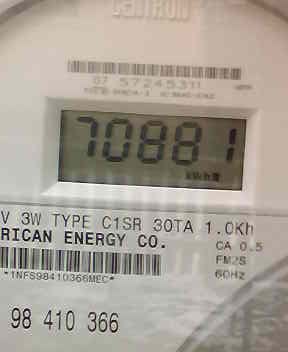 CENTRON
07 57245311
70881
V 3W TYPE C1SR 30TA 1.0Kh
RICAN ENERGY CO.
CA 0.5
FM2S
*1NFS98410366MEC*
60Hz
98 410 366